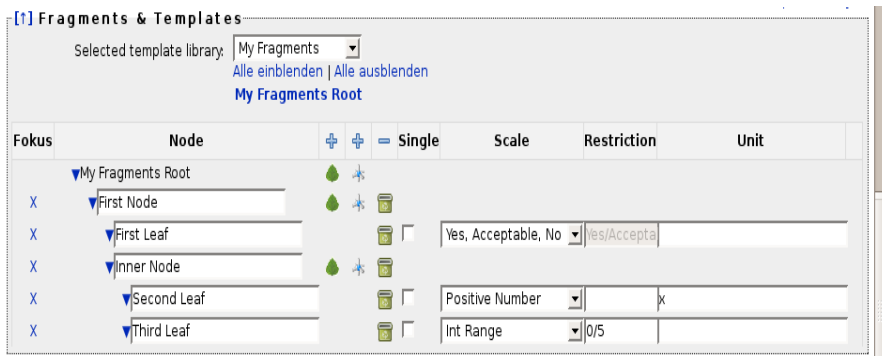 [↑] Fragments & Templates
Selected template library: My Fragments
Alle einblenden | Alle ausblenden
My Fragments Root
Fokus Node Single Scale Restriction Unit
My Fragments Root
X First Node
X First Leaf Yes, Acceptable, No Yes/Accepta
X Inner Node
X Second Leaf Positive Number x
X Third Leaf Int Range 0/5